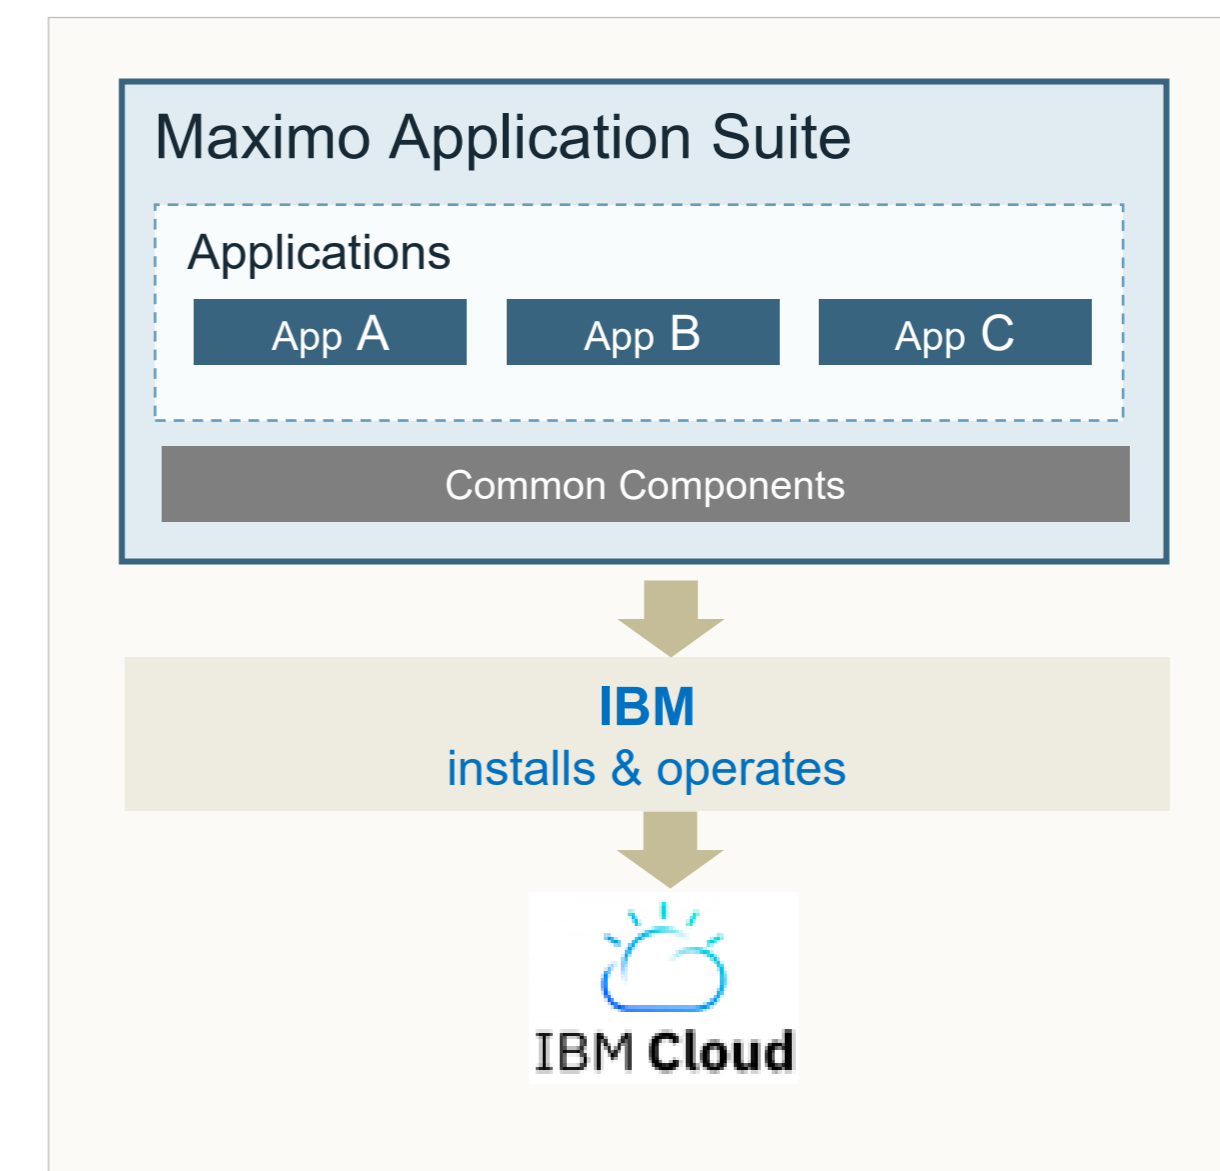 Maximo Application Suite
Applications
App A
App B
App C
Common Components
IBM
installs & operates
IBM Cloud